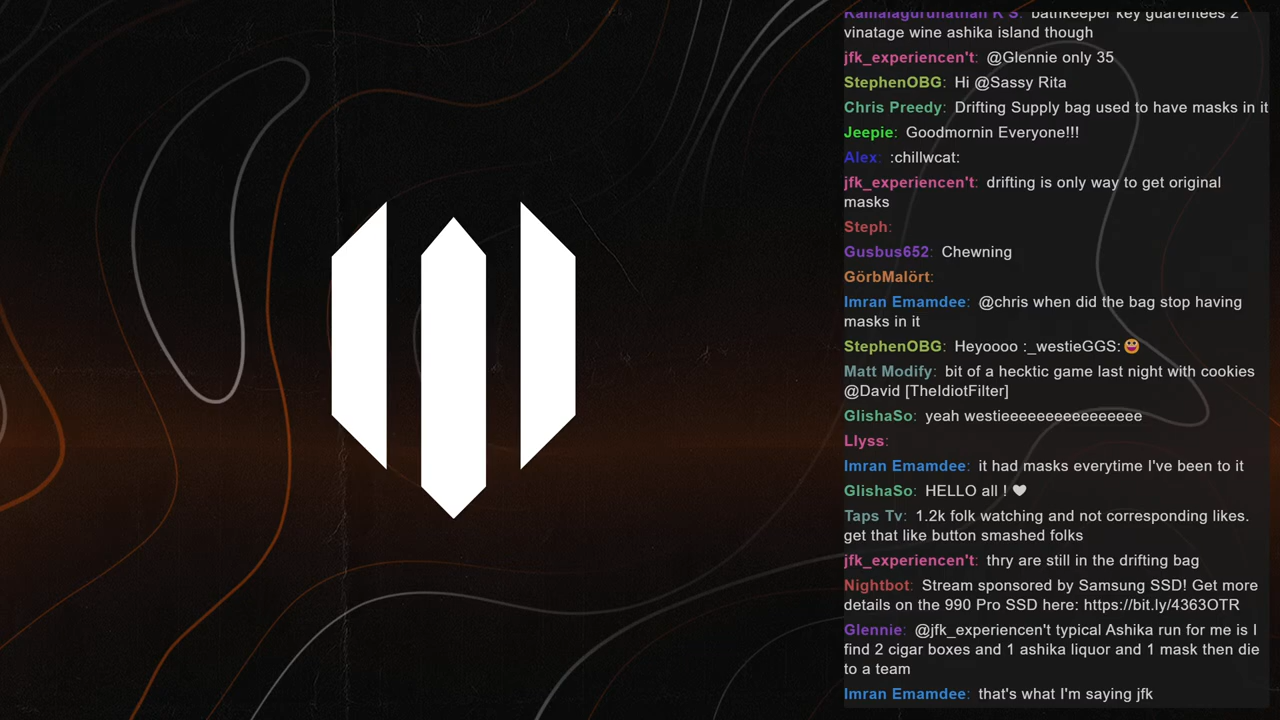 Kamalagurunathan K S: bathkeeper key guarentees 2
vinatage wine ashika island though
jfk_experiencen't: @Glennie only 35
StephenOBG: Hi @Sassy Rita
Chris Preedy: Drifting Supply bag used to have masks in it
Jeepie: Goodmornin Everyone!!!
Alex: :chillwcat:
jfk_experiencen't: drifting is only way to get original
masks
Steph:
Gusbus652: Chewning
GörbMalört:
Imran Emamdee: @chris when did the bag stop having
masks in it
StephenOBG: Heyoooo :_westieGGS:
Matt Modify: bit of a hecktic game last night with cookies
@David [TheIdiotFilter]
GlishaSo: yeah westieeeeeeeeeeeeeeee
Llyss:
Imran Emamdee: it had masks everytime I've been to it
GlishaSo: HELLO all !
Taps Tv: 1.2k folk watching and not corresponding likes.
get that like button smashed folks
jfk_experiencen't: thry are still in the drifting bag
Nightbot: Stream sponsored by Samsung SSD! Get more
details on the 990 Pro SSD here: https://bit.ly/4363OTR
Glennie: @jfk_experiencen't typical Ashika run for me is I
find 2 cigar boxes and 1 ashika liquor and 1 mask then die
to a team
Imran Emamdee: that's what I'm saying jfk